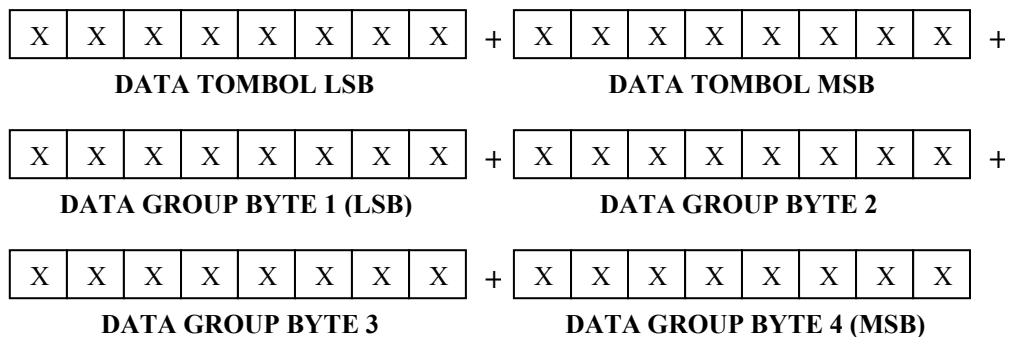 X X X X X X X X + X X X X X X X X +
DATA TOMBOL LSB DATA TOMBOL MSB
X X X X X X X X + X X X X X X X X +
DATA GROUP BYTE 1 (LSB) DATA GROUP BYTE 2
X X X X X X X X + X X X X X X X X
DATA GROUP BYTE 3 DATA GROUP BYTE 4 (MSB)